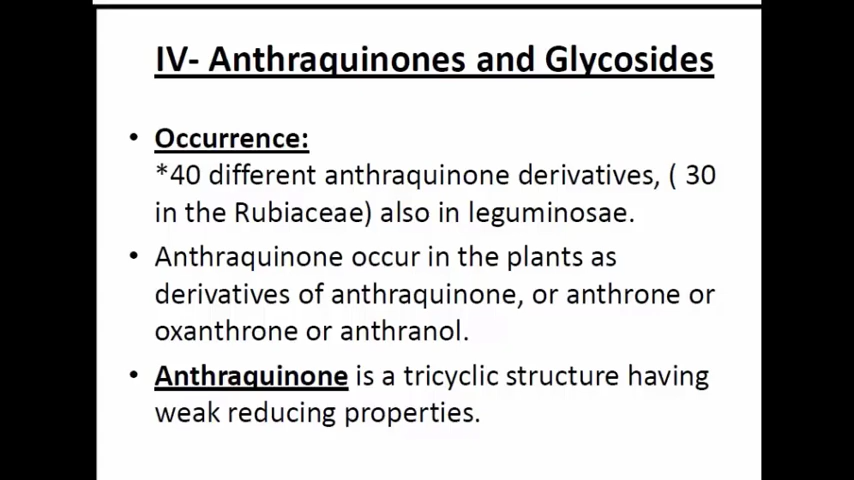 IV- Anthraquinones and Glycosides
• Occurrence:
*40 different anthraquinone derivatives, ( 30
in the Rubiaceae) also in leguminosae.
• Anthraquinone occur in the plants as
derivatives of anthraquinone, or anthrone or
oxanthrone or anthranol.
• Anthraquinone is a tricyclic structure having
weak reducing properties.